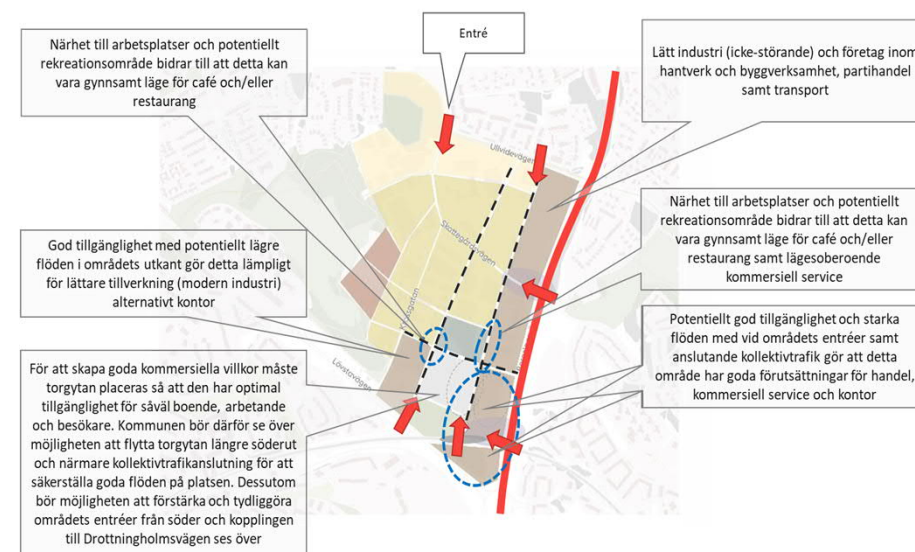 Närhet till arbetsplatser och potentiellt
rekreationsområde bidrar till att detta kan
vara gynnsamt läge för café och/eller
restaurang
Entré
Lätt industri (icke-störande) och företag inom
hantverk och byggverksamhet, partihandel
samt transport
God tillgänglighet med potentiellt lägre
flöden i områdets utkant gör detta lämpligt
för lättare tillverkning (modern industri)
alternativt kontor
Närhet till arbetsplatser och potentiellt
rekreationsområde bidrar till att detta kan
vara gynnsamt läge för café och/eller
restaurang samt lägesoberoende
kommersiell service
För att skapa goda kommersiella villkor måste
torgytan placeras så att den har optimal
tillgänglighet för såväl boende, arbetande
och besökare. Kommunen bör därför se över
möjligheten att flytta torgytan längre söderut
och närmare kollektivtrafikanslutning för att
säkerställa goda flöden på platsen. Dessutom
bör möjligheten att förstärka och tydliggöra
områdets entréer från söder och kopplingen
till Drottningholmsvägen ses över
Potentiellt god tillgänglighet och starka
flöden med vid områdets entréer samt
anslutande kollektivtrafik gör att detta
område har goda förutsättningar för handel,
kommersiell service och kontor
Ullvidevägen
Skattegårdsvägen
Lövstavägen